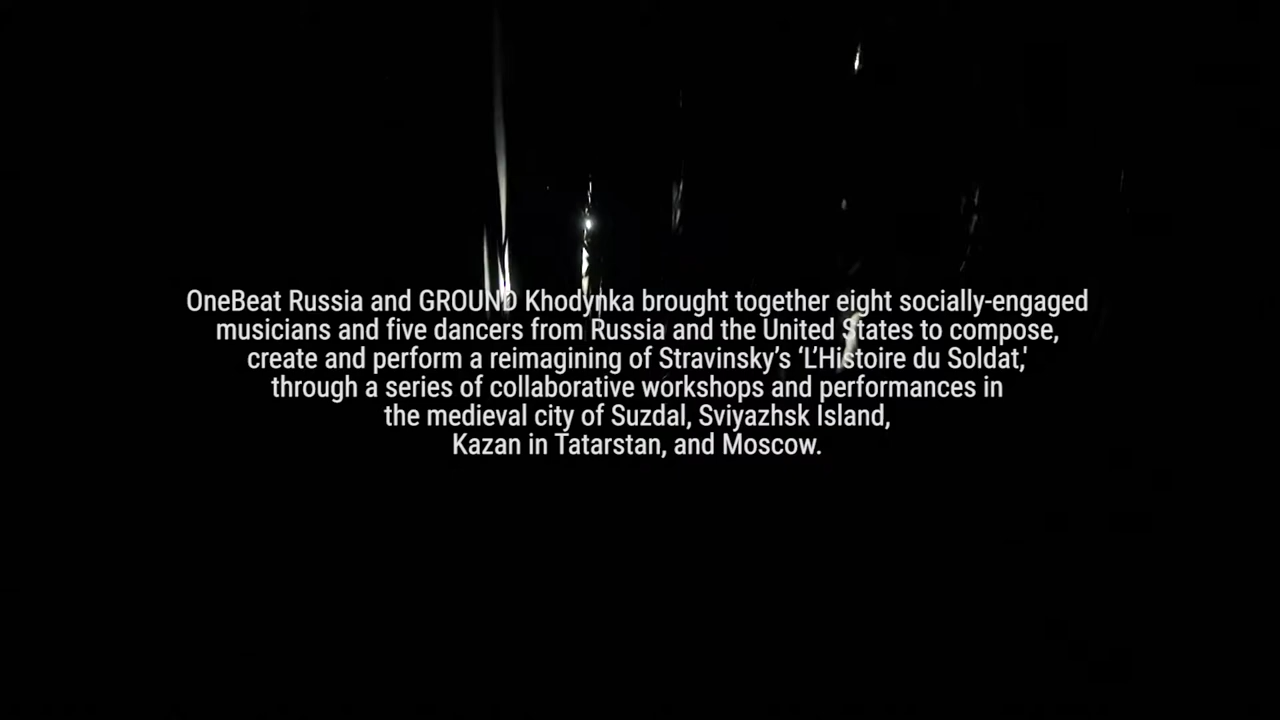 OneBeat Russia and GROUND Khodynka brought together eight socially-engaged
musicians and five dancers from Russia and the United States to compose,
create and perform a reimagining of Stravinsky’s ‘L’Histoire du Soldat,'
through a series of collaborative workshops and performances in
the medieval city of Suzdal, Sviyazhsk Island,
Kazan in Tatarstan, and Moscow.